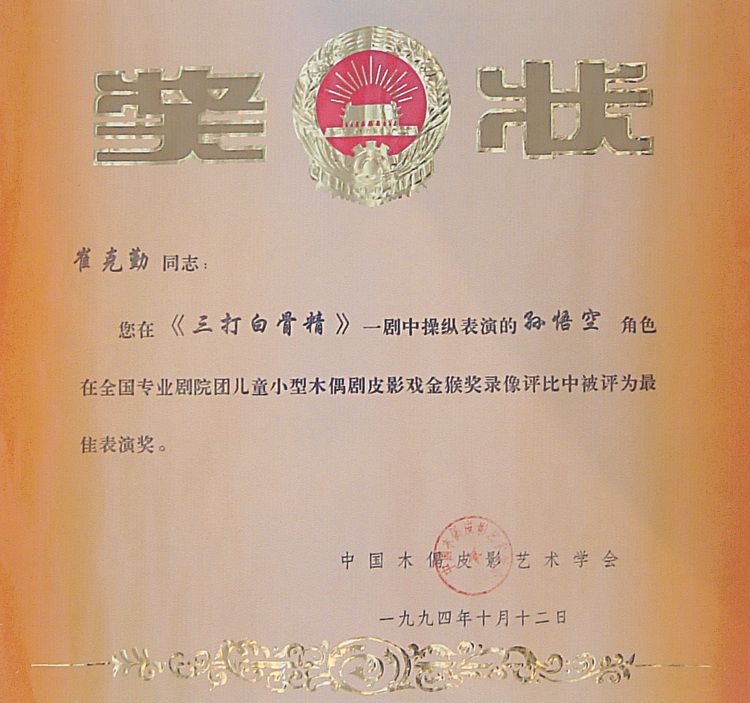 奖状
崔克勤 同志：
您在《三打白骨精》一剧中操纵表演的孙悟空 角色
在全国专业剧院团儿童小型木偶剧皮影戏金猴奖录像评比中被评为最
佳表演奖。
中国木偶皮影艺术学会
一九九四年十月十二日